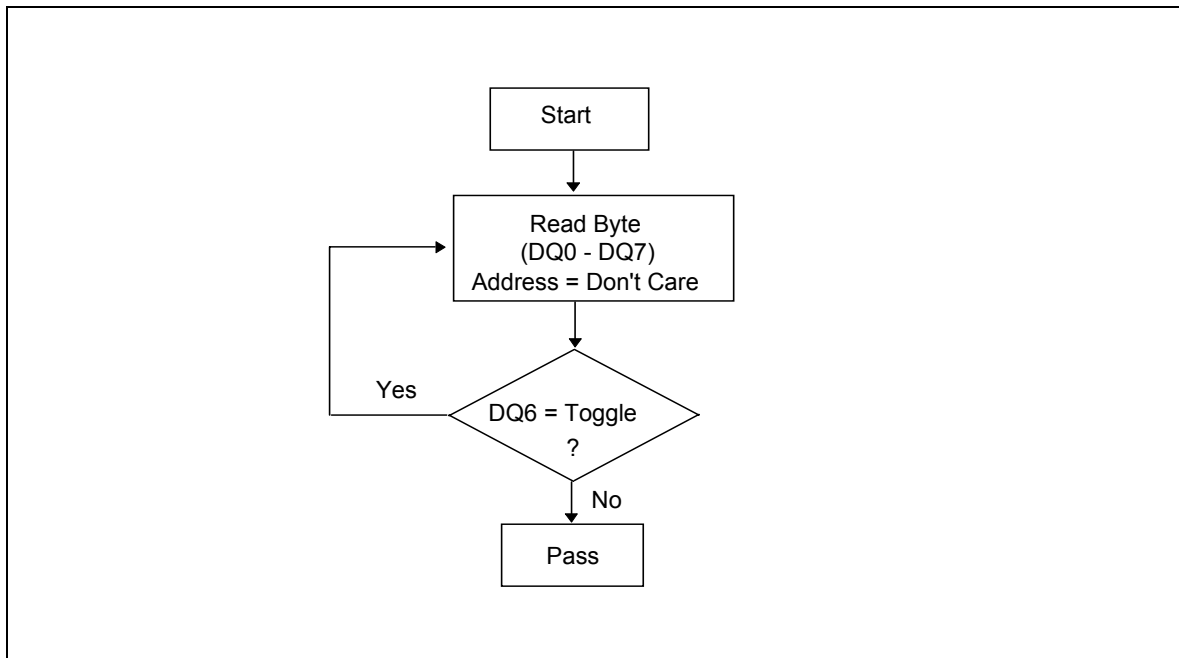 Start
Read Byte
(DQ0 - DQ7)
Address = Don't Care
Yes
DQ6 = Toggle
?
No
Pass